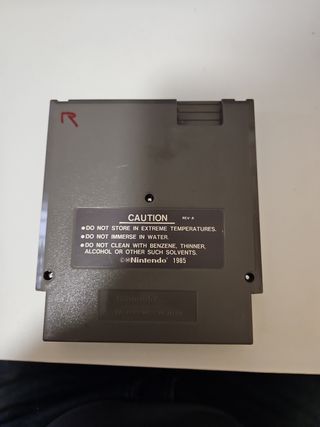 R
CAUTION REV-A
•DO NOT STORE IN EXTREME TEMPERATURES.
•DO NOT IMMERSE IN WATER.
•DO NOT CLEAN WITH BENZENE, THINNER,
ALCOHOL OR OTHER SUCH SOLVENTS.
©®Nintendo 1985
Nintendo